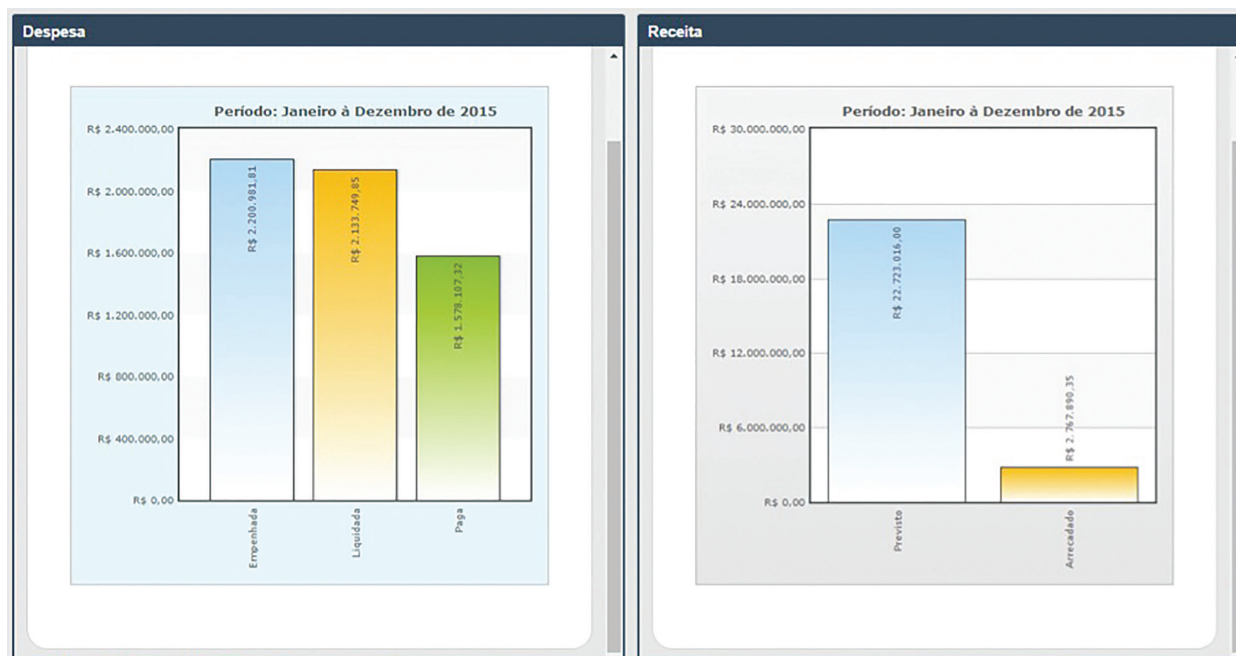 Despesa
Período: Janeiro à Dezembro de 2015
R$ 2.400.000,00
R$ 2.000.000,00
R$ 1.600.000,00
R$ 1.200.000,00
R$ 800.000,00
R$ 400.000,00
R$ 0,00
R$ 2.200.981,81
R$ 2.133.749,85
R$ 1.578.107,32
Empenhada
Liquidada
Paga
Receita
Período: Janeiro à Dezembro de 2015
R$ 30.000.000,00
R$ 24.000.000,00
R$ 18.000.000,00
R$ 12.000.000,00
R$ 6.000.000,00
R$ 0,00
R$ 22.723.016,00
R$ 2.767.890,35
Previsto
Arrecadado